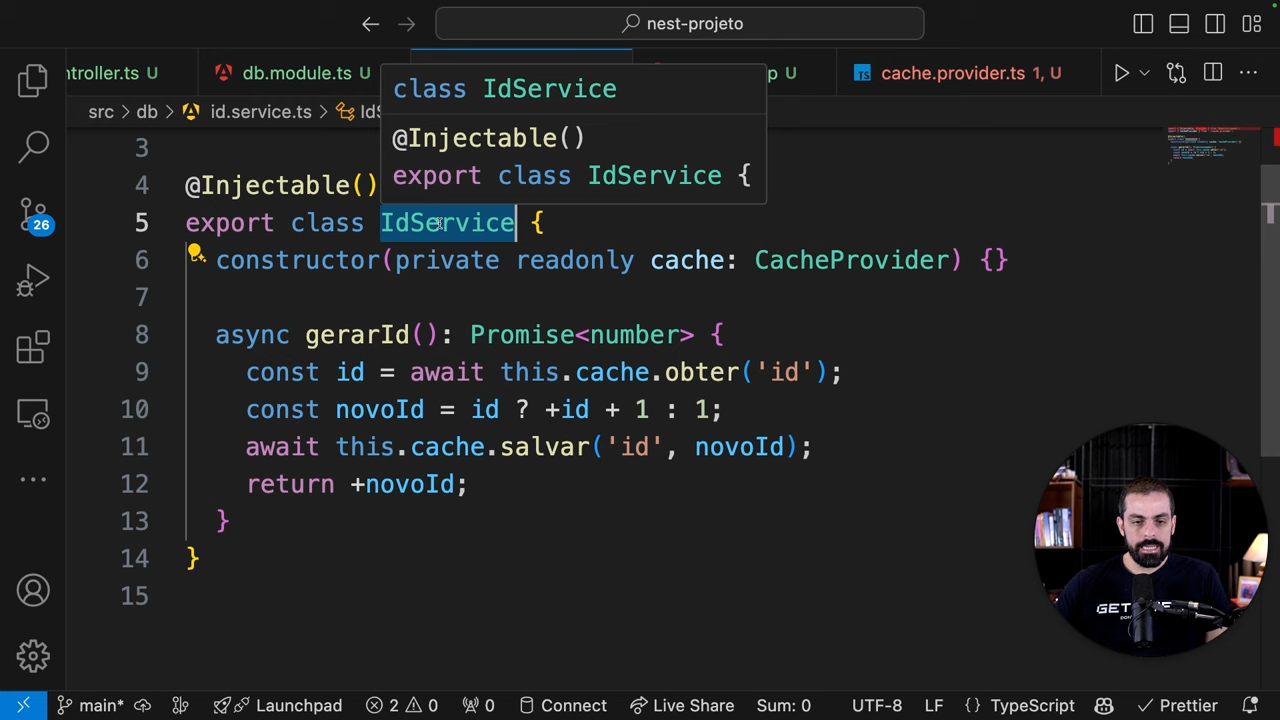 nest-projeto
ntroller.ts U
db.module.ts U
p U
cache.provider.ts 1, U
src > db > id.service.ts >
class IdService
@Injectable()
export class IdService {
3
4 @Injectable()
5 export class IdService {
6 constructor(private readonly cache: CacheProvider) {}
7
8 async gerarId(): Promise<number> {
9 const id = await this.cache.obter('id');
10 const novoId = id ? +id + 1 : 1;
11 await this.cache.salvar('id', novoId);
12 return +novoId;
13 }
14 }
15
26
main* Launchpad 2 0 0 Connect Live Share Sum: 0 UTF-8 LF {} TypeScript Prettier